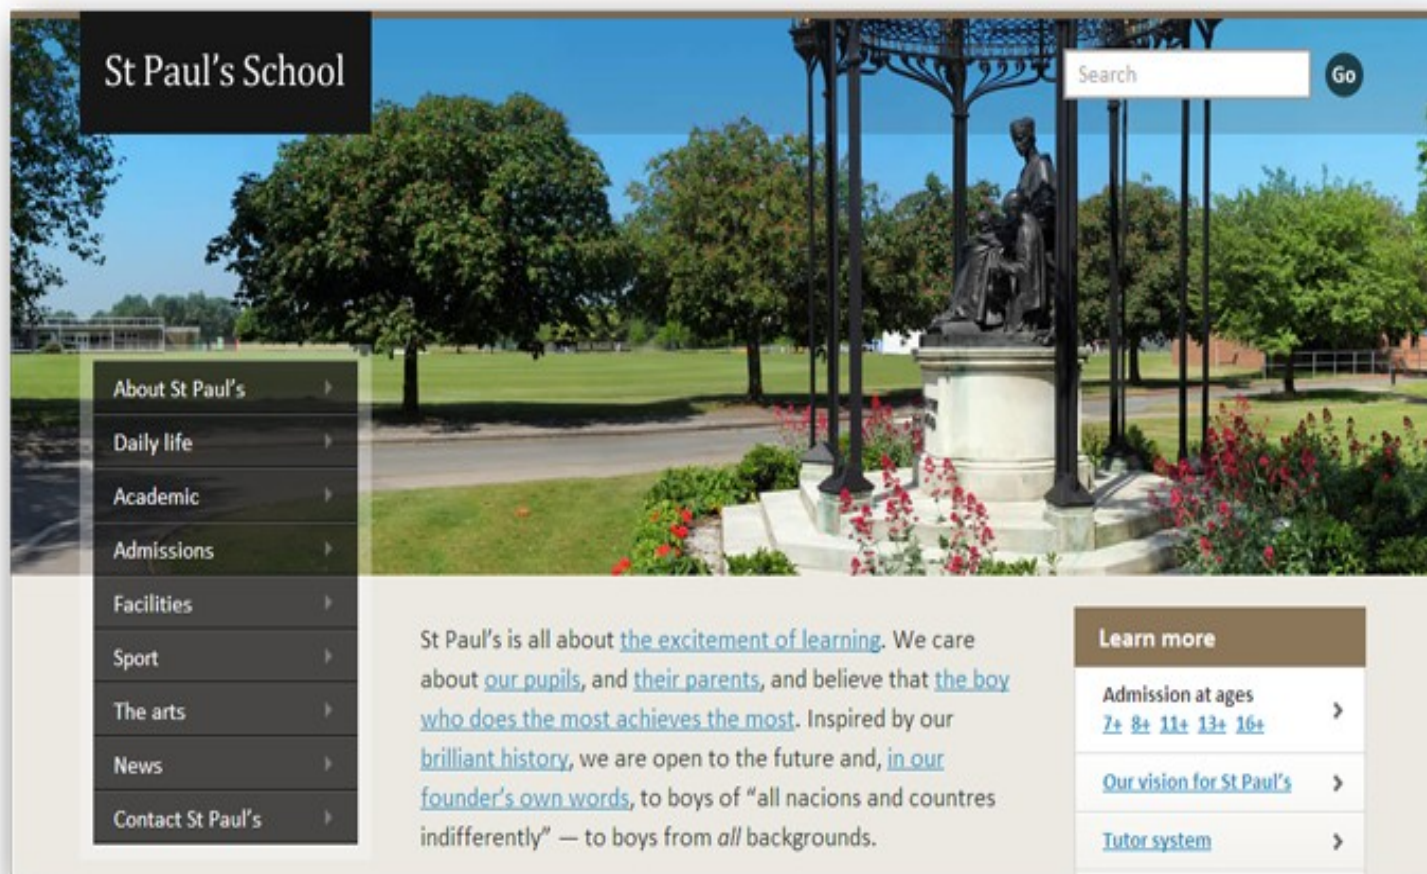 St Paul's School
Search
Go
About St Paul's
Daily life
Academic
Admissions
Facilities
Sport
The arts
News
Contact St Paul's
St Paul's is all about the excitement of learning. We care
about our pupils, and their parents, and believe that the boy
who does the most achieves the most. Inspired by our
brilliant history, we are open to the future and, in our
founder's own words, to boys of “all nacions and countres
indifferently” — to boys from all backgrounds.
Learn more
Admission at ages
7+ 8+ 11+ 13+ 16+
Our vision for St Paul's
Tutor system